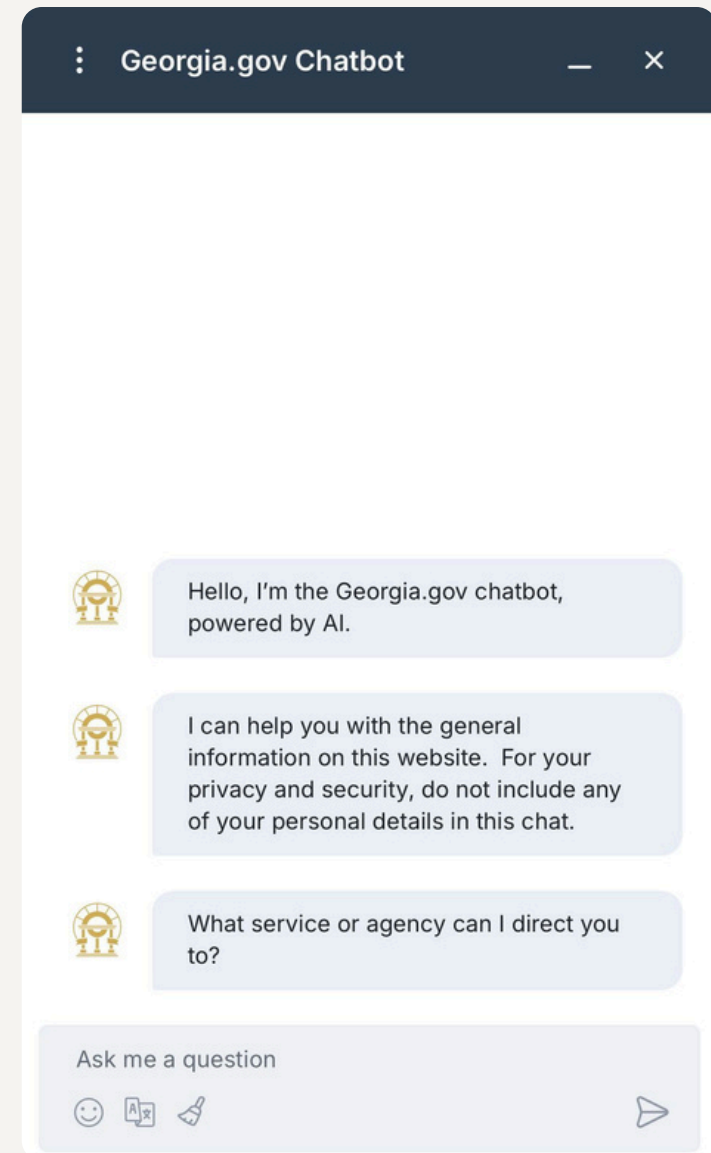 Georgia.gov Chatbot
Hello, I’m the Georgia.gov chatbot,
powered by AI.
I can help you with the general
information on this website.  For your
privacy and security, do not include any
of your personal details in this chat.
What service or agency can I direct you
to?
Ask me a question